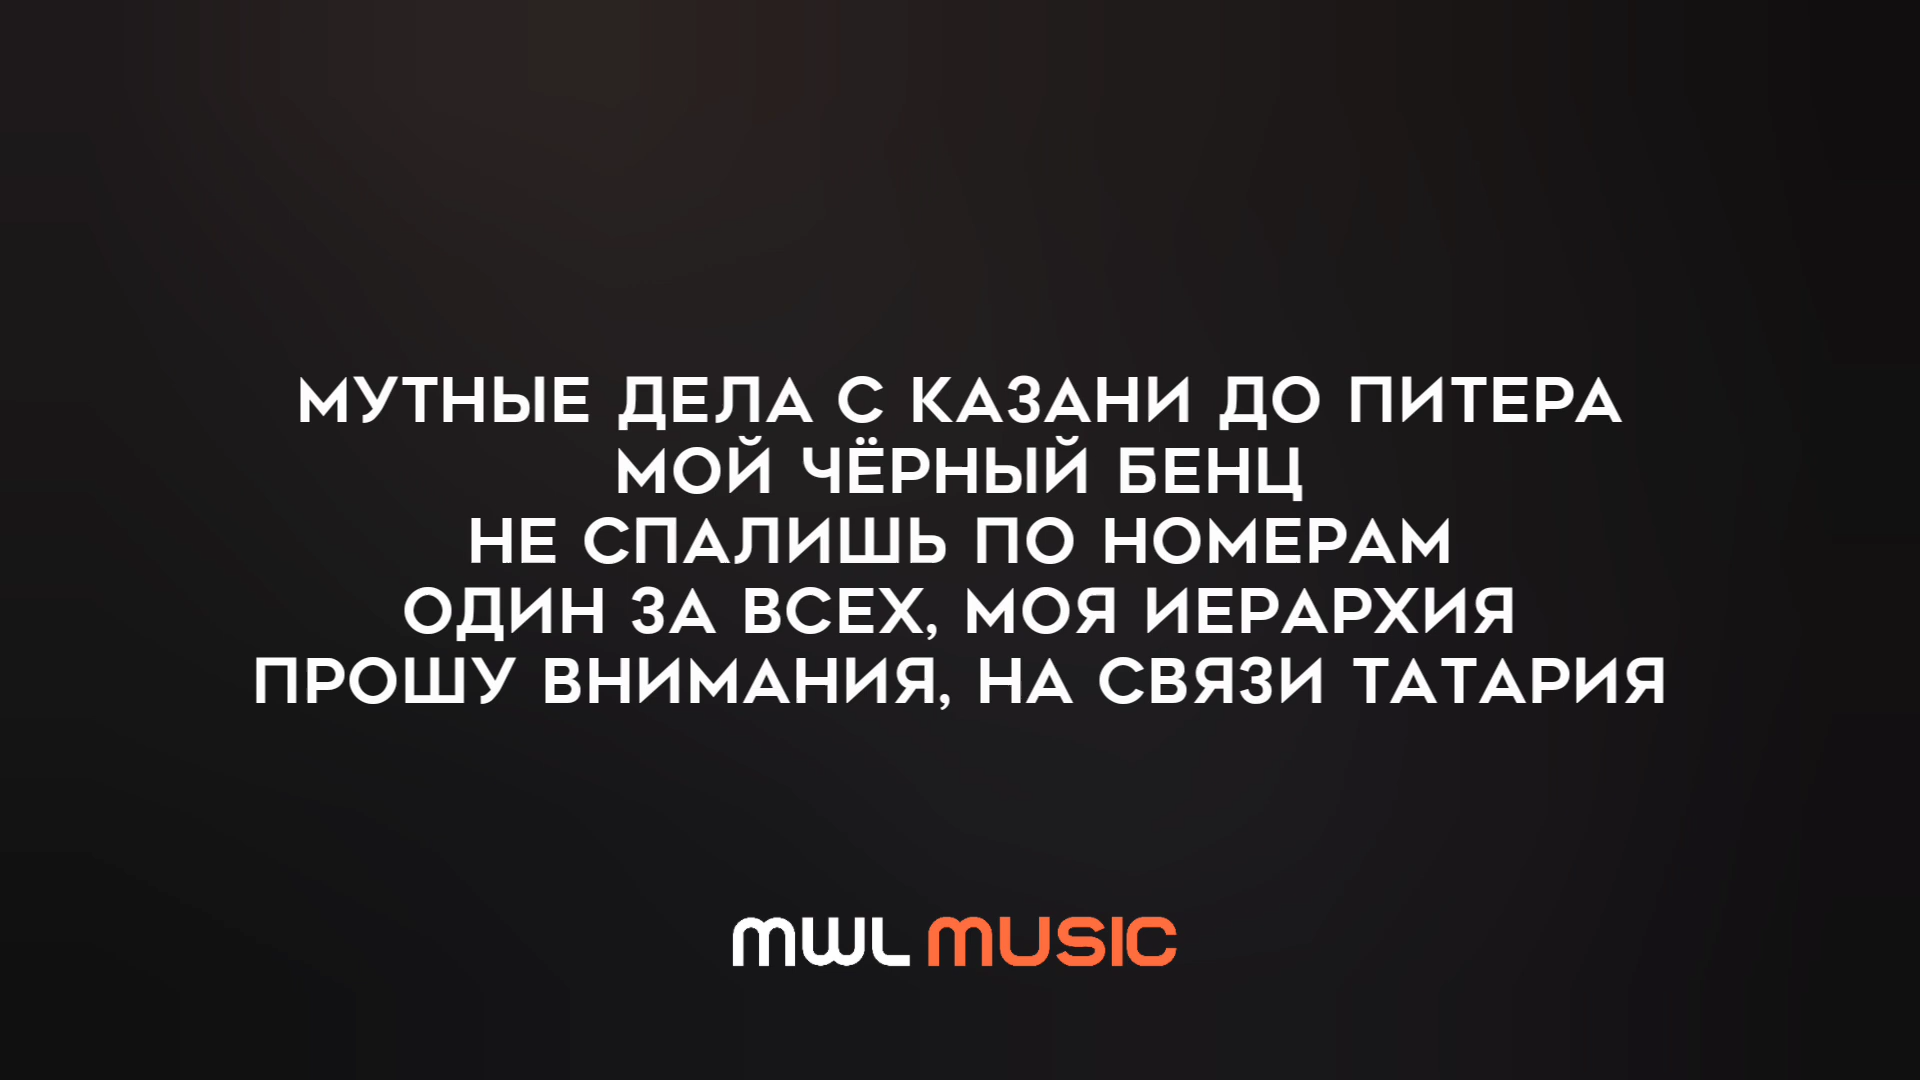 МУТНЫЕ ДЕЛА С КАЗАНИ ДО ПИТЕРА
МОЙ ЧЁРНЫЙ БЕНЦ
НЕ СПАЛИШЬ ПО НОМЕРАМ
ОДИН ЗА ВСЕХ, МОЯ ИЕРАРХИЯ
ПРОШУ ВНИМАНИЯ, НА СВЯЗИ ТАТАРИЯ
MWL MUSIC